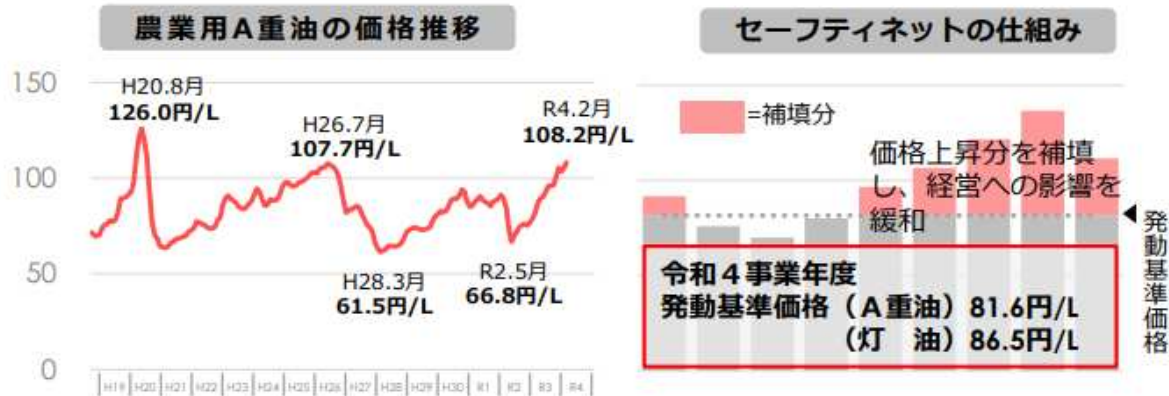 農業用A重油の価格推移
150
100
50
0
H20.8月
126.0円/L
H26.7月
107.7円/L
R4.2月
108.2円/L
H28.3月
61.5円/L
R2.5月
66.8円/L
H19 H20 H21 H22 H23 H24 H25 H26 H27 H28 H29 H30 R1 R2 R3 R4
セーフティネットの仕組み
=補填分
価格上昇分を補填
し、経営への影響を
緩和
◀発動基準価格
令和4事業年度
発動基準価格（A重油）81.6円/L
（灯　油）86.5円/L